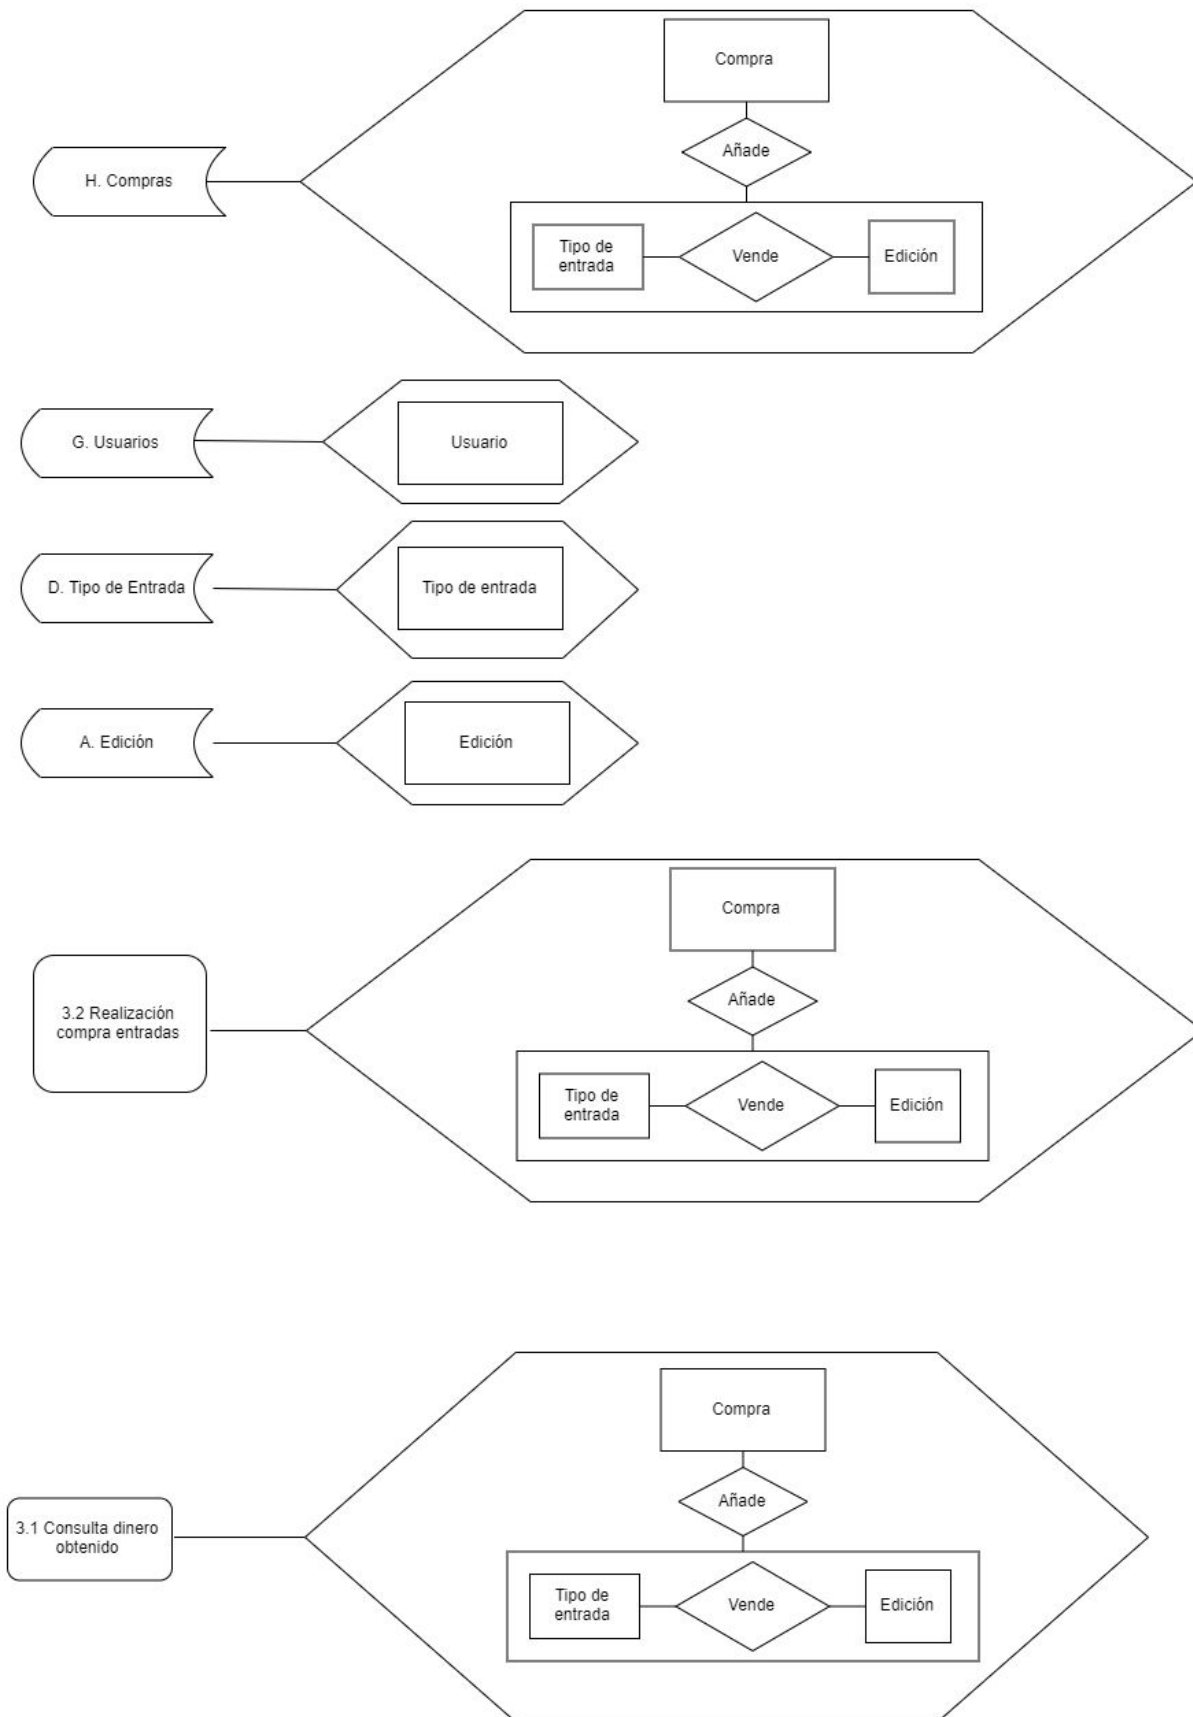 Compra
Añade
H. Compras
Tipo de
entrada
Vende
Edición
G. Usuarios
Usuario
D. Tipo de Entrada
Tipo de entrada
A. Edición
Edición
Compra
Añade
3.2 Realización
compra entradas
Tipo de
entrada
Vende
Edición
Compra
Añade
3.1 Consulta dinero
obtenido
Tipo de
entrada
Vende
Edición